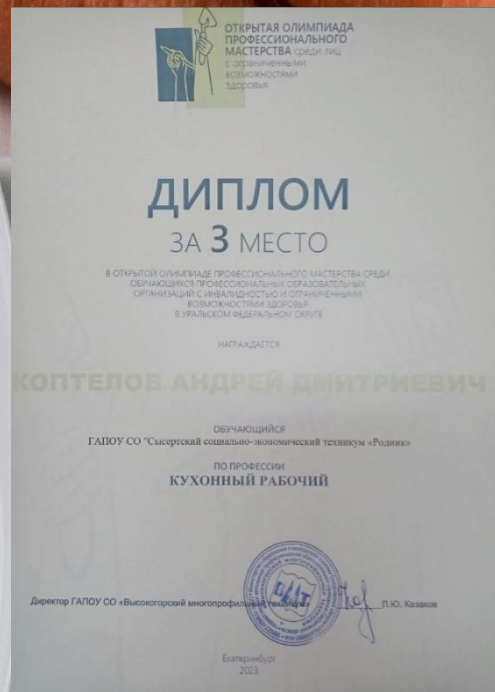 ОТКРЫТАЯ ОЛИМПИАДА
ПРОФЕССИОНАЛЬНОГО
МАСТЕРСТВА среди лиц
с ограниченными
возможностями
здоровья
ДИПЛОМ
ЗА 3 МЕСТО
В ОТКРЫТОЙ ОЛИМПИАДЕ ПРОФЕССИОНАЛЬНОГО МАСТЕРСТВА СРЕДИ
ОБУЧАЮЩИХСЯ ПРОФЕССИОНАЛЬНЫХ ОБРАЗОВАТЕЛЬНЫХ
ОРГАНИЗАЦИЙ С ИНВАЛИДНОСТЬЮ И ОГРАНИЧЕННЫМИ
ВОЗМОЖНОСТЯМИ ЗДОРОВЬЯ
В УРАЛЬСКОМ ФЕДЕРАЛЬНОМ ОКРУГЕ
НАГРАЖДАЕТСЯ
КОПТЕЛОВ АНДРЕЙ ДМИТРИЕВИЧ
ОБУЧАЮЩИЙСЯ
ГАПОУ СО "Сысертский социально-экономический техникум «Родник»
ПО ПРОФЕССИИ
КУХОННЫЙ РАБОЧИЙ
Директор ГАПОУ СО «Высокогорский многопрофильный техникум»
Л.Ю. Казаков
Екатеринбург
2023